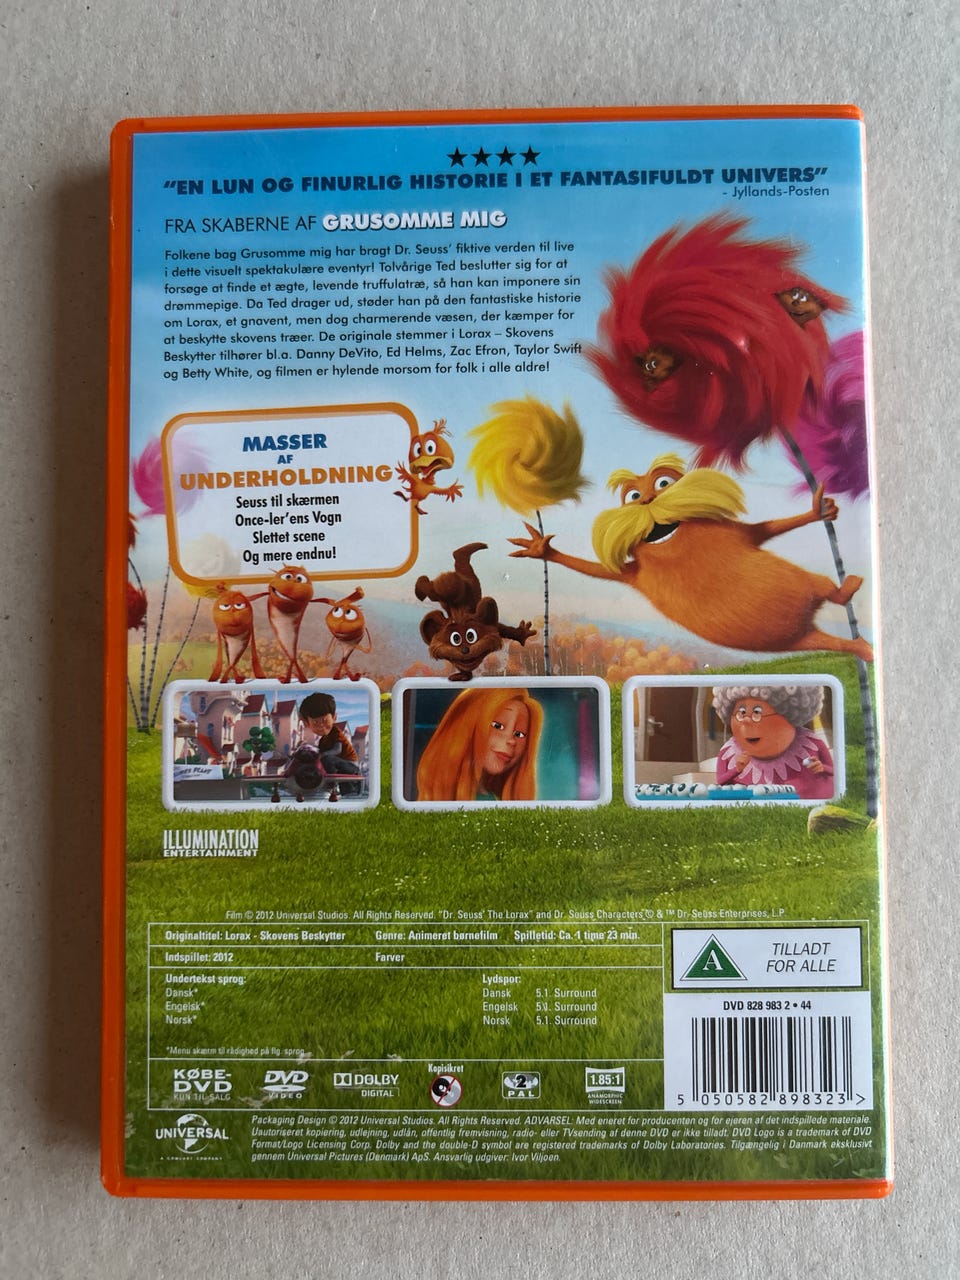 ★★★★
"EN LUN OG FINURLIG HISTORIE I ET FANTASIFULDT UNIVERS"
- Jyllands-Posten
FRA SKABERNE AF GRUSOMME MIG
Folkene bag Grusomme mig har bragt Dr. Seuss' fiktive verden til live
i dette visuelt spektakulære eventyr! Tolvårige Ted beslutter sig for at
forsøge at finde et ægte, levende truffulatræ, så han kan imponere sin
drømmepige. Da Ted drager ud, støder han på den fantastiske historie
om Lorax, et gnavent, men dog charmerende væsen, der kæmper for
at beskytte skovens træer. De originale stemmer i Lorax – Skovens
Beskytter tilhører bl.a. Danny DeVito, Ed Helms, Zac Efron, Taylor Swift
og Betty White, og filmen er hylende morsom for folk i alle aldre!
MASSER
AF
UNDERHOLDNING
Seuss til skærmen
Once-ler'ens Vogn
Slettet scene
Og mere endnu!
ILLUMINATION
ENTERTAINMENT
Film © 2012 Universal Studios. All Rights Reserved. "Dr. Seuss' The Lorax" and Dr. Seuss Characters © & ™ Dr. Seuss Enterprises, L.P.
Originaltitel: Lorax - Skovens Beskytter Genre: Animeret børnefilm Spilletid: Ca. 1 time 23 min.
Indspillet: 2012 Farver
Undertekst sprog: Lydspor:
Dansk* Dansk 5.1. Surround
Engelsk* Engelsk 5.1. Surround
Norsk* Norsk 5.1. Surround
*Menu skærm til rådighed på flg. sprog
A TILLADT
FOR ALLE
DVD 828 983 2 • 44
5 050582 898323 >
KØBE-
DVD
KUN TIL SALG
DVD
VIDEO
DOLBY
DIGITAL
Kopisikret
2
PAL
1.85:1
ANAMORPHIC
WIDESCREEN
UNIVERSAL
A COMCAST COMPANY
Packaging Design © 2012 Universal Studios. All Rights Reserved. ADVARSEL: Med eneret for producenten og for ejeren af det indspillede materiale.
Uautoriseret kopiering, udlejning, udlån, offentlig fremvisning, radio- eller TVsending af denne DVD er ikke tilladt. DVD Logo is a trademark of DVD
Format/Logo Licensing Corp. Dolby and the double-D symbol are registered trademarks of Dolby Laboratories. Tilgængelig i Danmark eksklusivt
gennem Universal Pictures (Denmark) ApS. Ansvarlig udgiver: Ivor Viljoen.